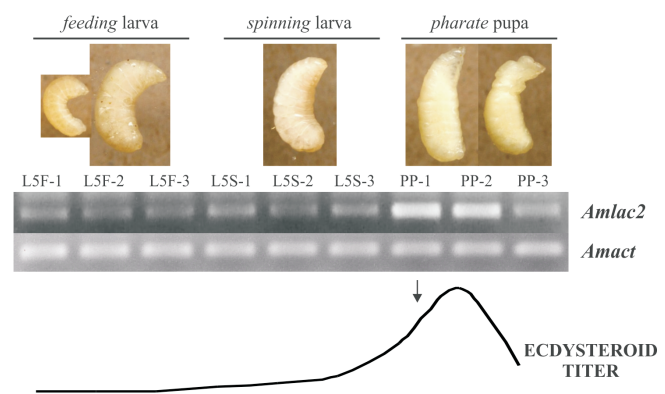 feeding larva spinning larva pharate pupa
L5F-1 L5F-2 L5F-3 L5S-1 L5S-2 L5S-3 PP-1 PP-2 PP-3
Amlac2
Amact
ECDYSTEROID
TITER